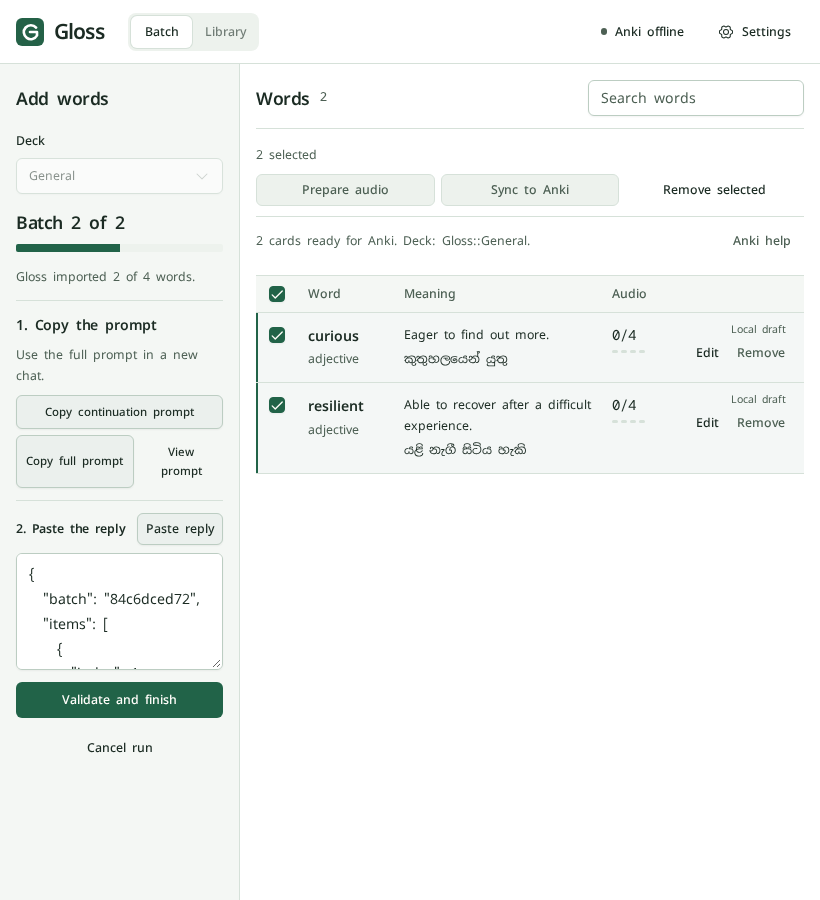 Gloss
Batch
Library
Anki offline
Settings
Add words
Deck
General
Batch 2 of 2
Gloss imported 2 of 4 words.
1. Copy the prompt
Use the full prompt in a new
chat.
Copy continuation prompt
Copy full prompt
View
prompt
2. Paste the reply
Paste reply
{
"batch": "84c6dced72",
"items": [
{
Validate and finish
Cancel run
Words 2
Search words
2 selected
Prepare audio
Sync to Anki
Remove selected
2 cards ready for Anki. Deck: Gloss::General.
Anki help
Word
Meaning
Audio
curious
adjective
Eager to find out more.
කුතුහලයෙන් යුතු
0/4
Local draft
Edit
Remove
resilient
adjective
Able to recover after a difficult
experience.
යළි නැගී සිටිය හැකි
0/4
Local draft
Edit
Remove